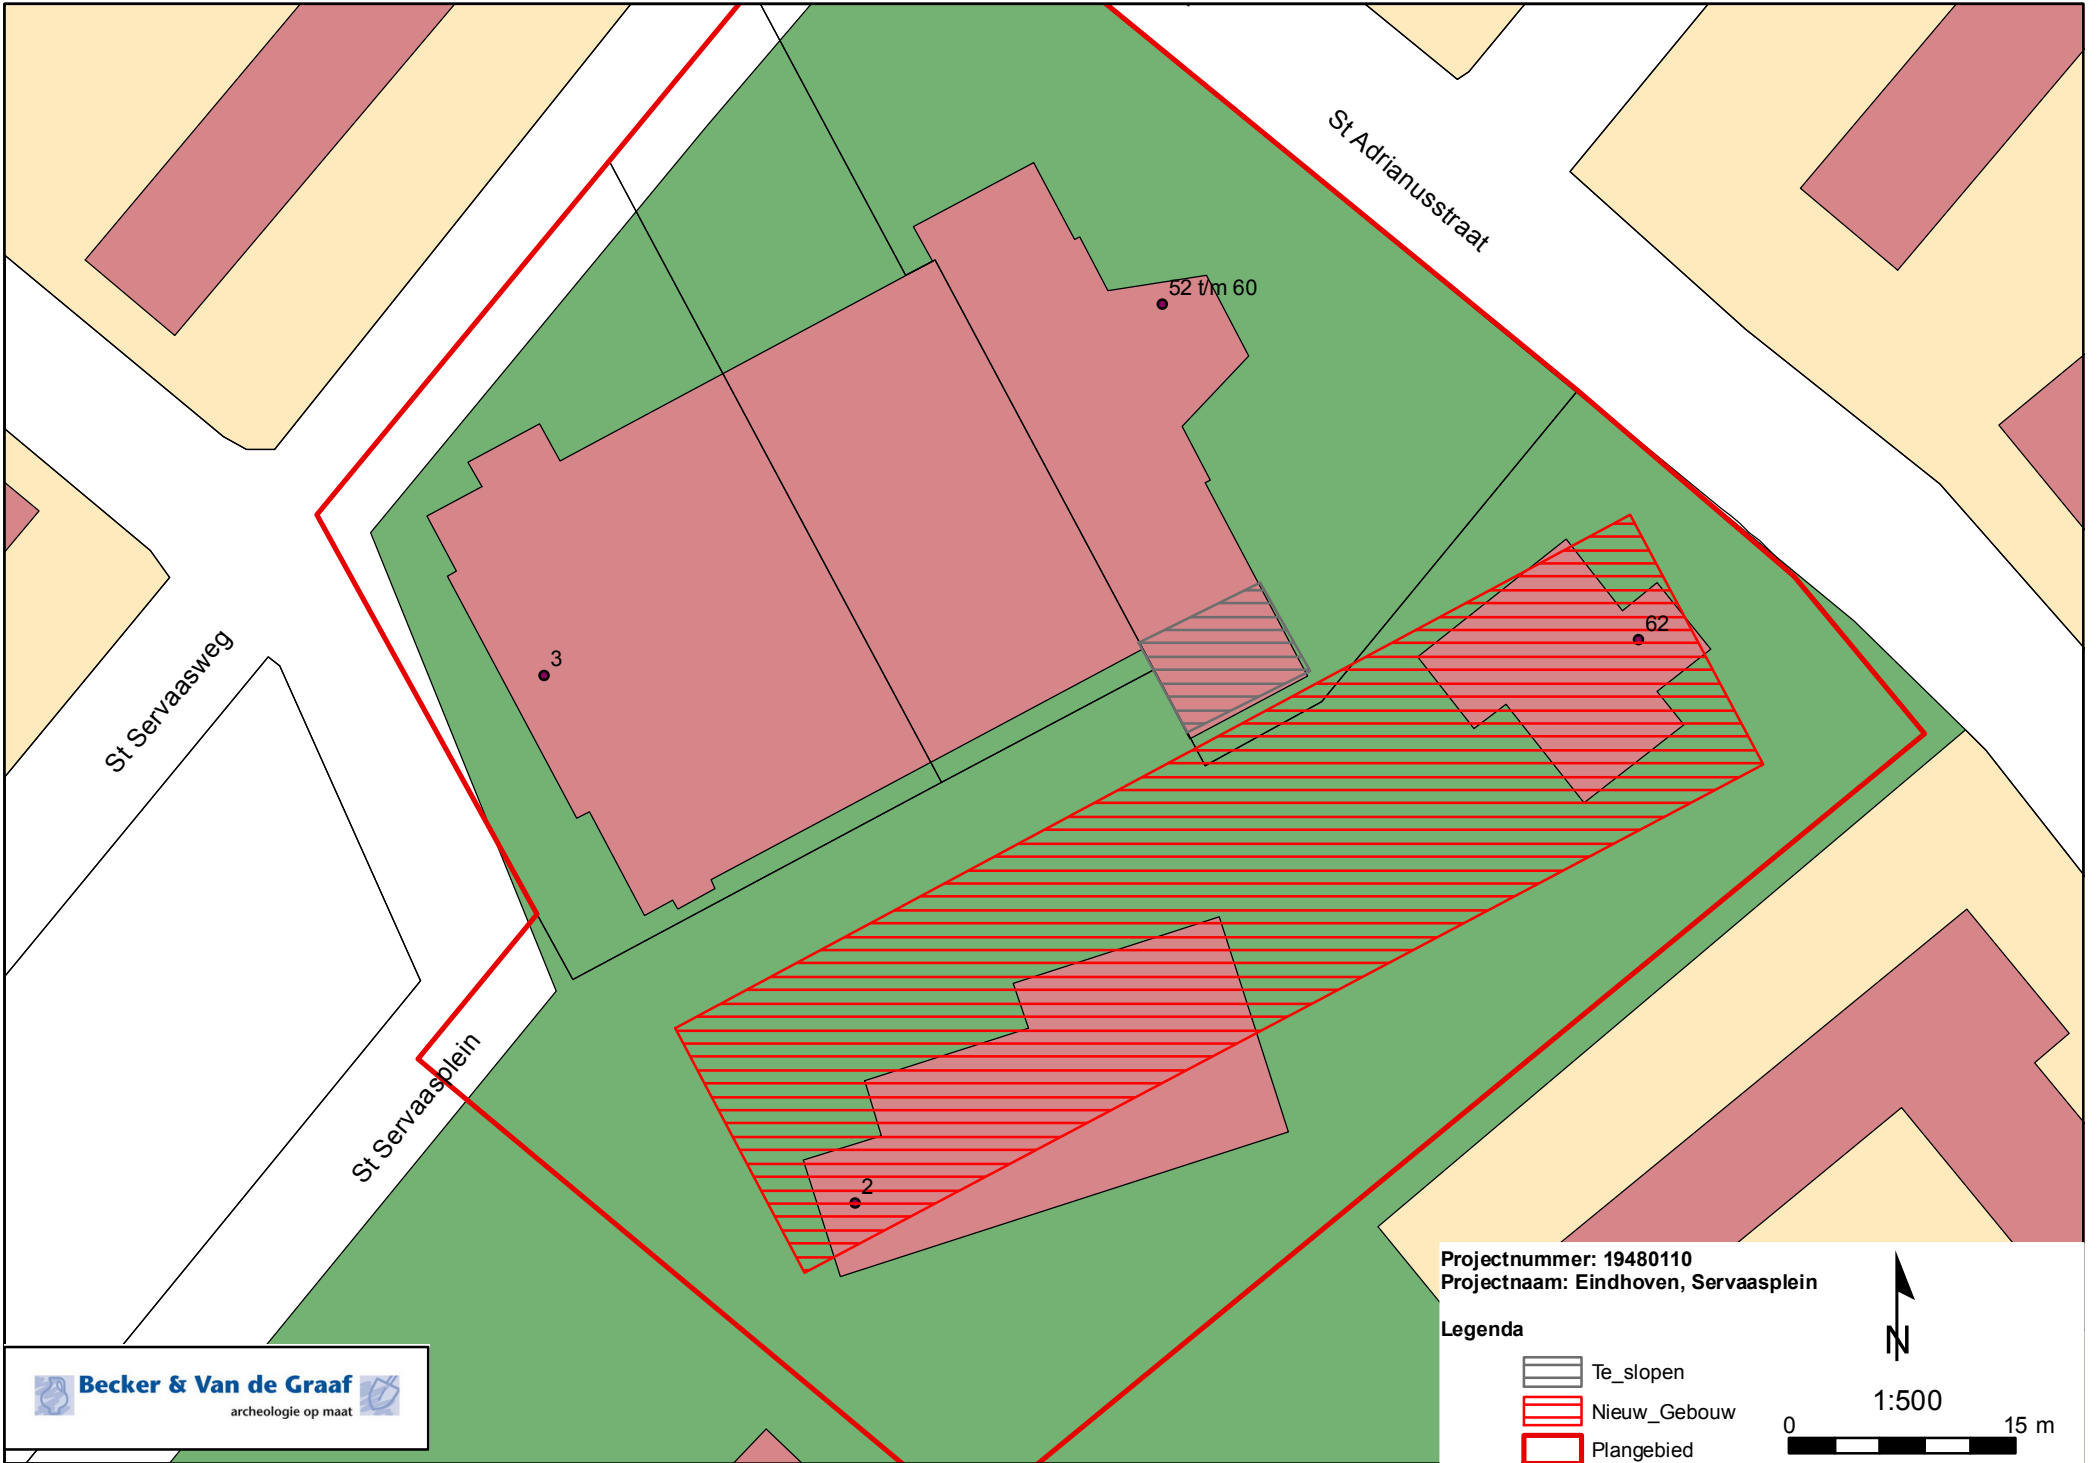 St Adrianusstraat
52 t/m 60
62
3
St Servaasweg
St Servaasplein
2
Projectnummer: 19480110
Projectnaam: Eindhoven, Servaasplein
Legenda
N
Te_slopen
Nieuw_Gebouw
Plangebied
1:500
0 15 m
Becker & Van de Graaf
archeologie op maat